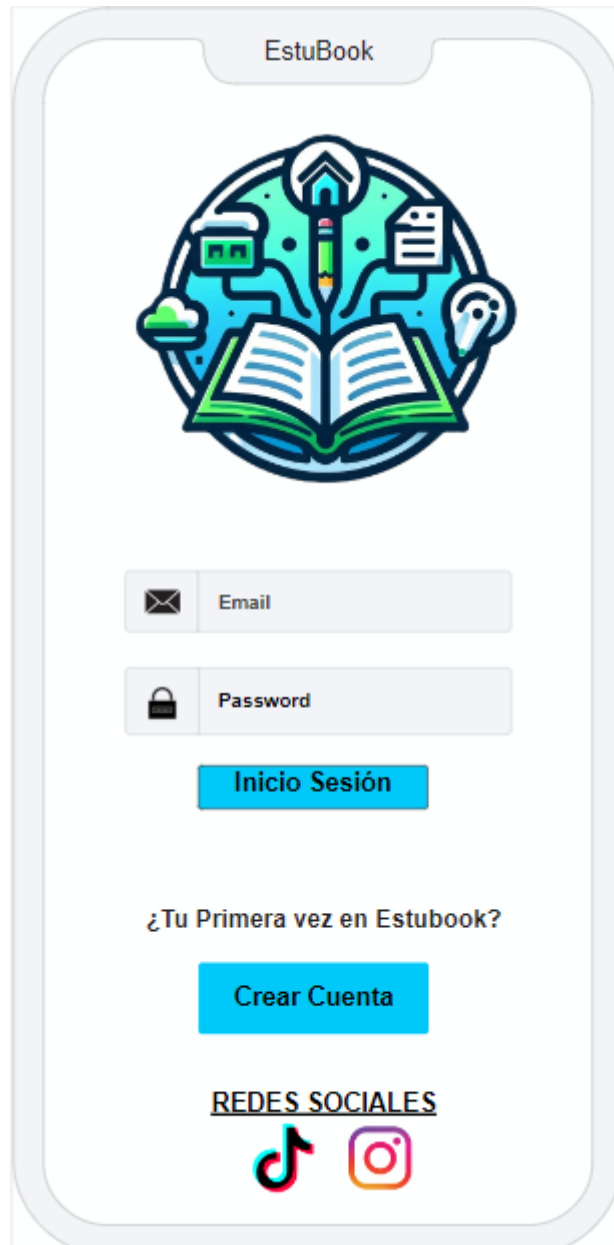 EstuBook
Email
Password
Inicio Sesión
¿Tu Primera vez en Estubook?
Crear Cuenta
REDES SOCIALES